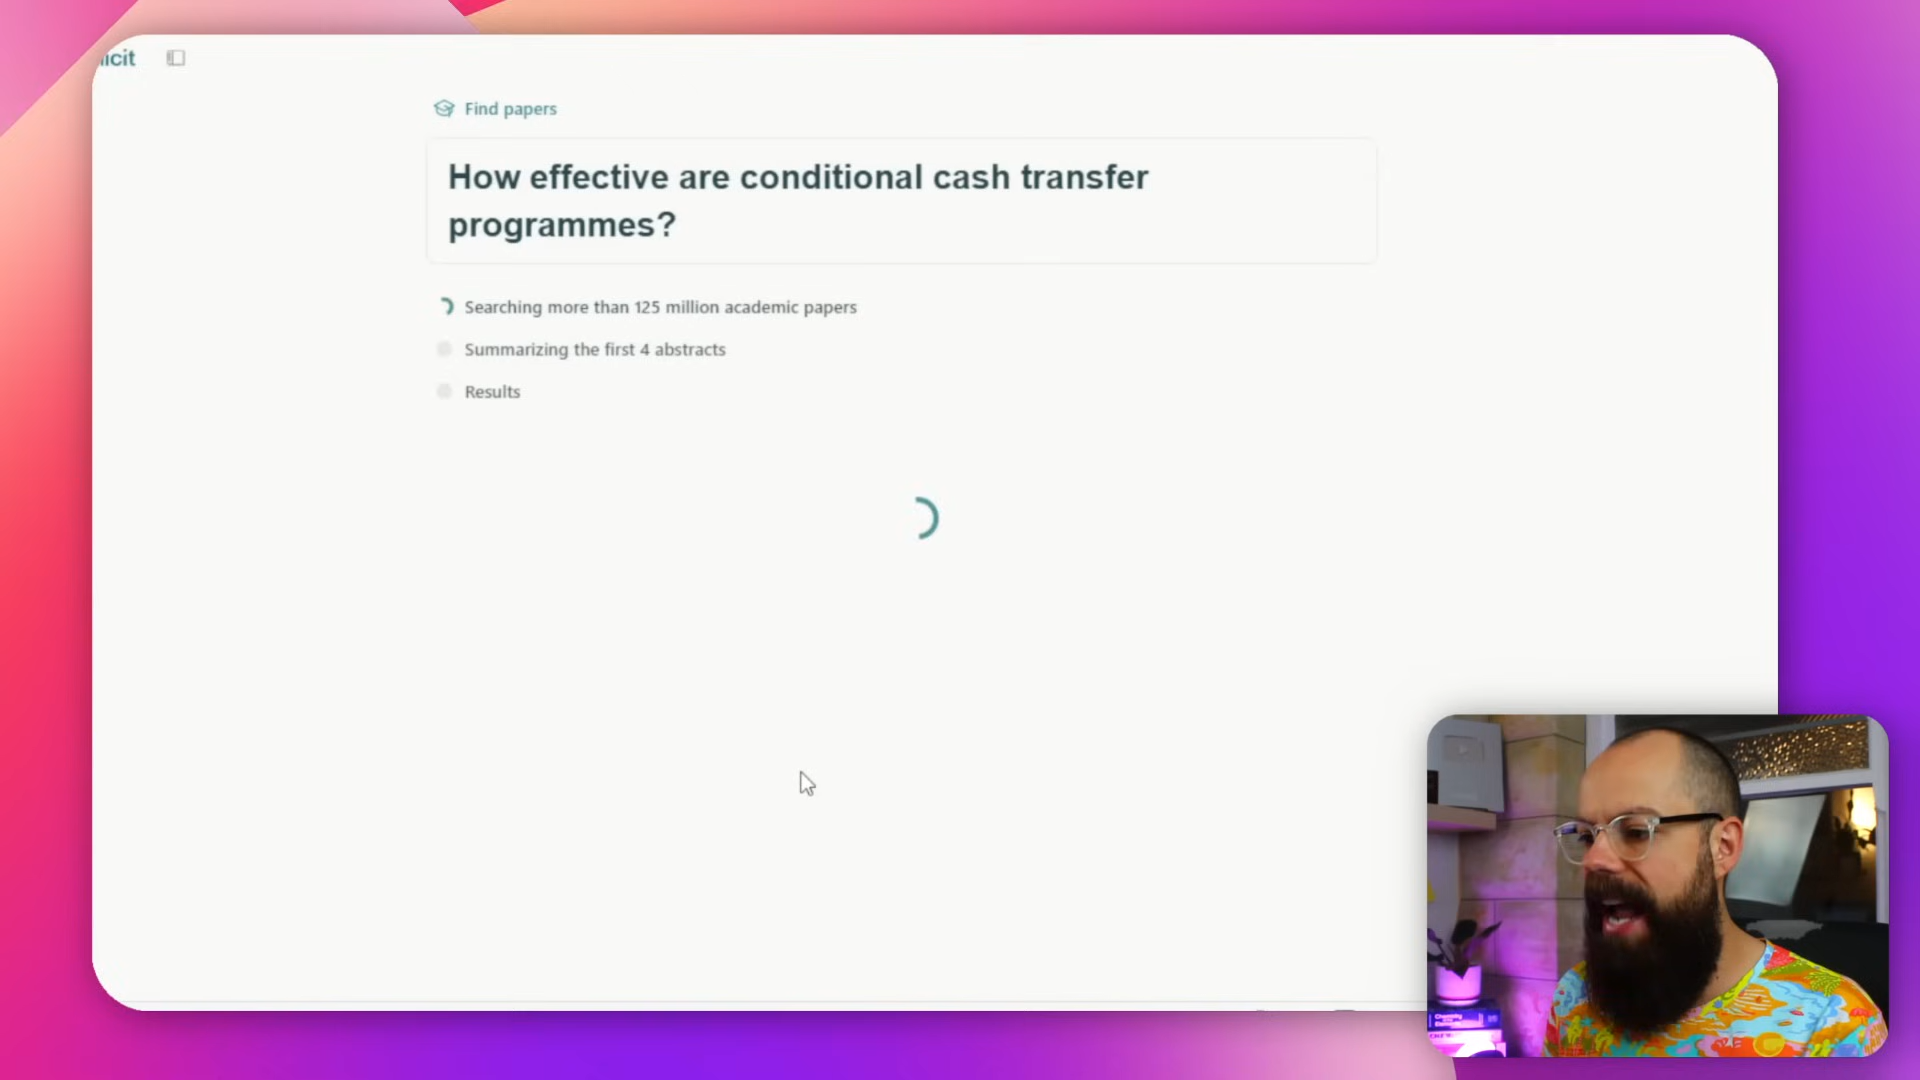 licit
Find papers
How effective are conditional cash transfer
programmes?
Searching more than 125 million academic papers
Summarizing the first 4 abstracts
Results